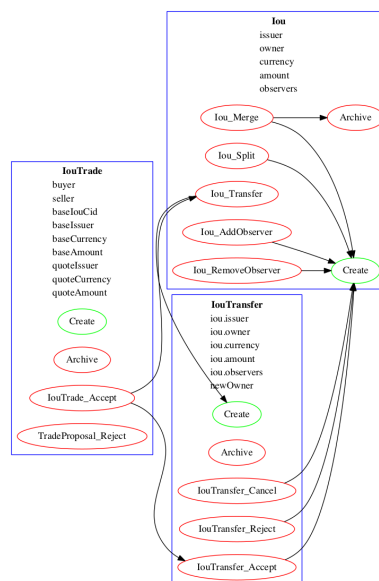 Iou
issuer
owner
currency
amount
observers
Iou_Merge
Archive
Iou_Split
Iou_Transfer
Iou_AddObserver
Iou_RemoveObserver
Create
IouTrade
buyer
seller
baseIouCid
baseIssuer
baseCurrency
baseAmount
quoteIssuer
quoteCurrency
quoteAmount
Create
Archive
IouTrade_Accept
TradeProposal_Reject
IouTransfer
iou.issuer
iou.owner
iou.currency
iou.amount
iou.observers
newOwner
Create
Archive
IouTransfer_Cancel
IouTransfer_Reject
IouTransfer_Accept